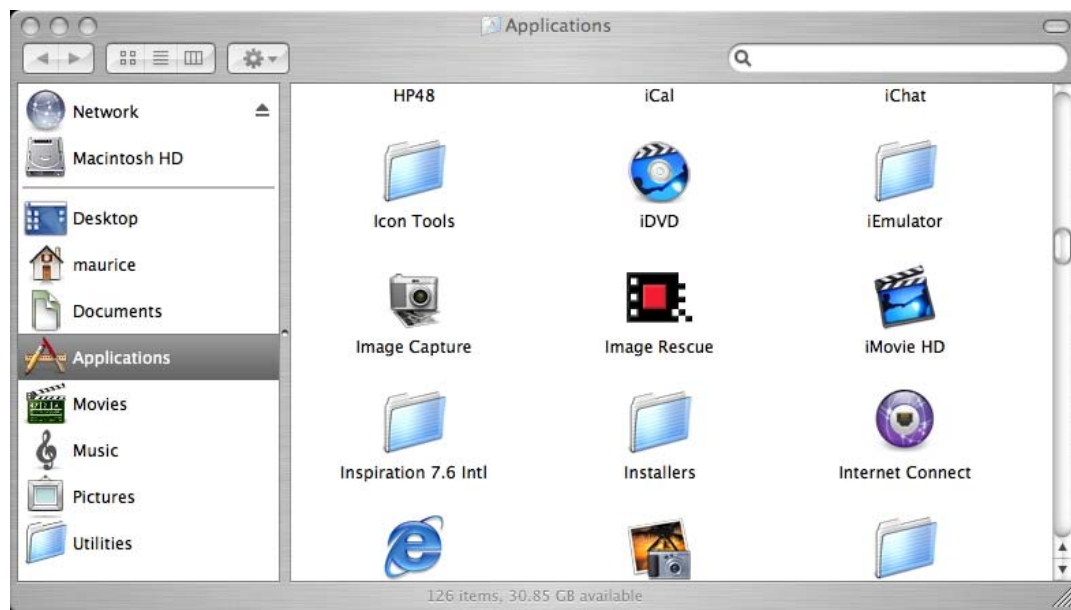 Applications
Network
Macintosh HD
Desktop
maurice
Documents
Applications
Movies
Music
Pictures
Utilities
HP48 iCal iChat
Icon Tools iDVD iEmulator
Image Capture Image Rescue iMovie HD
Inspiration 7.6 Intl Installers Internet Connect
126 items, 30.85 GB available